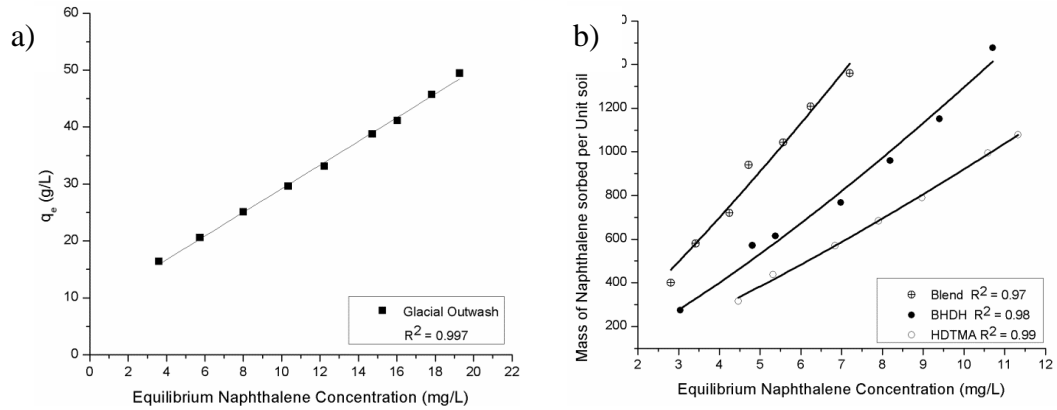 a)
60
50
40
30
20
10
0
qe (g/L)
Glacial Outwash
R2 = 0.997
0 2 4 6 8 10 12 14 16 18 20 22
Equilibrium Naphthalene Concentration (mg/L)
b)
1200
1000
800
600
400
200
Mass of Naphthalene sorbed per Unit soil
Blend R2 = 0.97
BHDH R2 = 0.98
HDTMA R2 = 0.99
2 3 4 5 6 7 8 9 10 11 12
Equilibrium Naphthalene Concentration (mg/L)